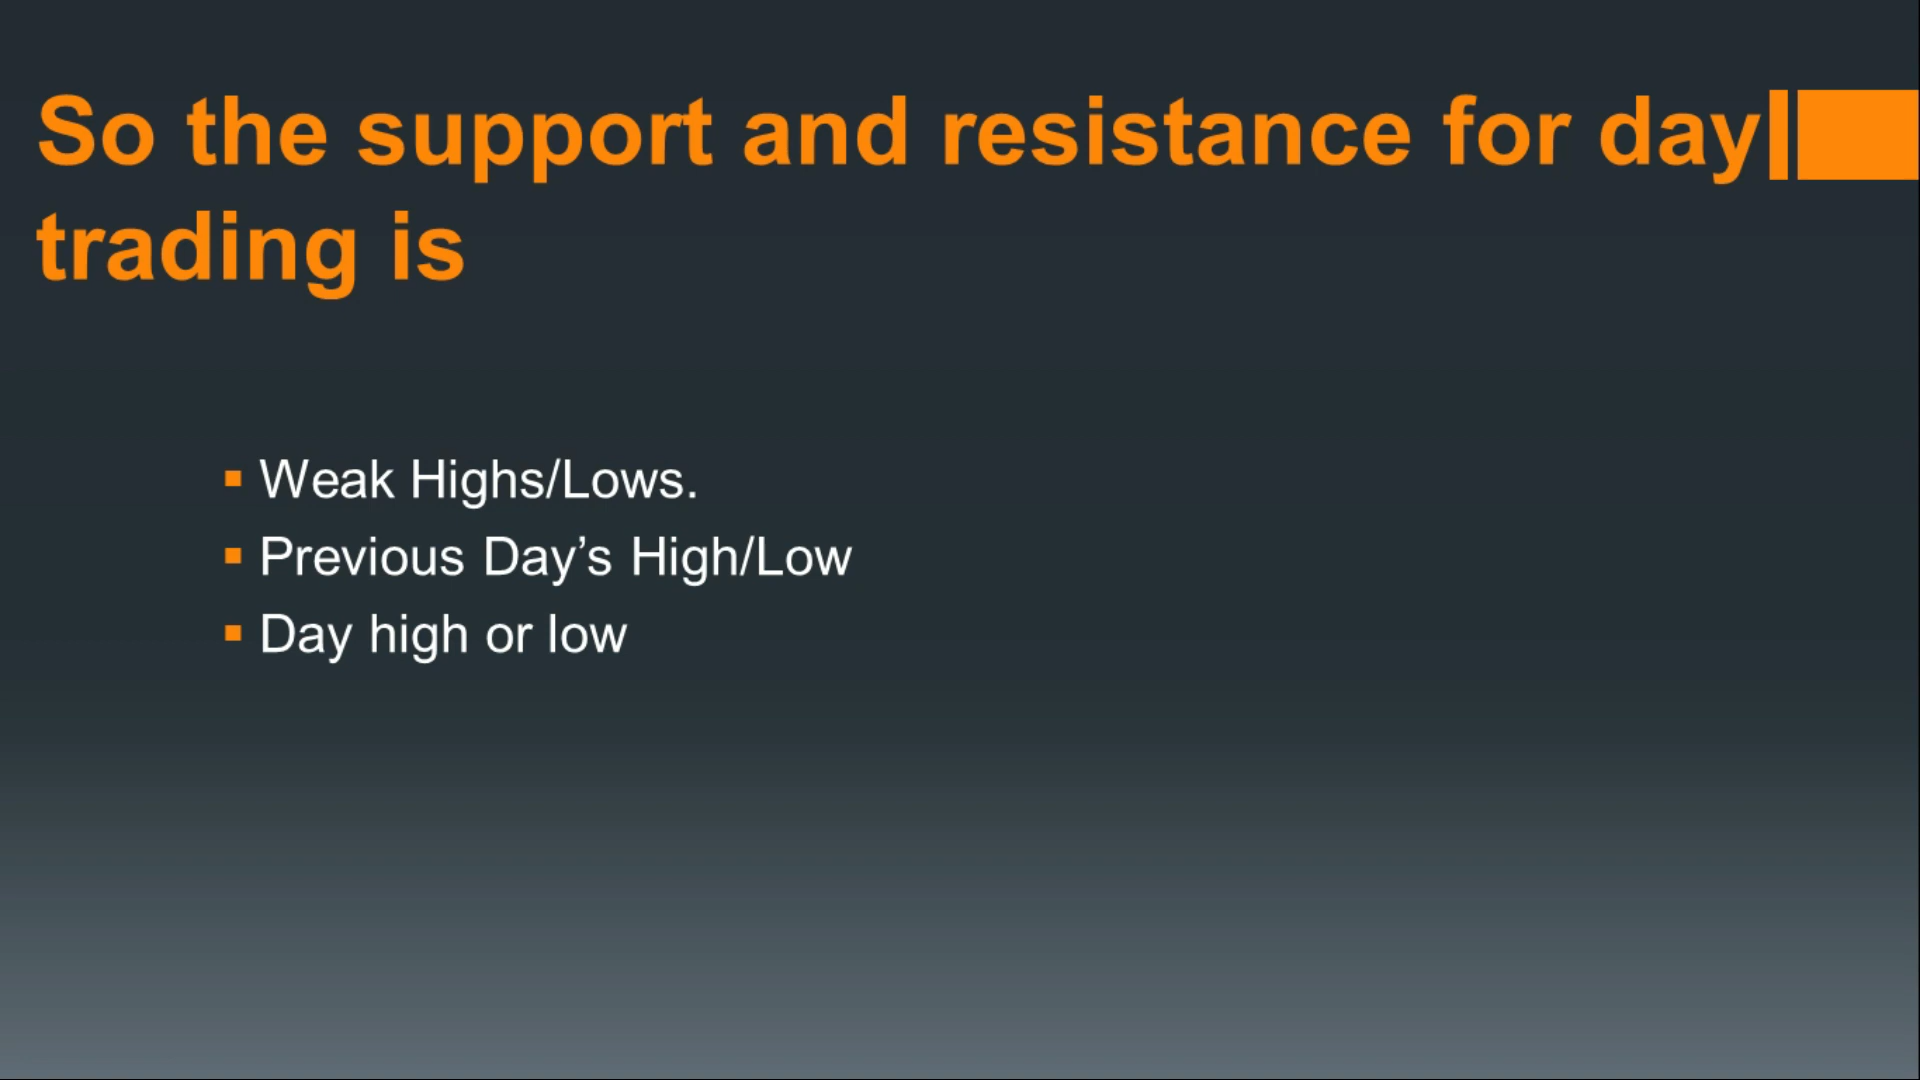 So the support and resistance for day
trading is
Weak Highs/Lows.
Previous Day’s High/Low
Day high or low